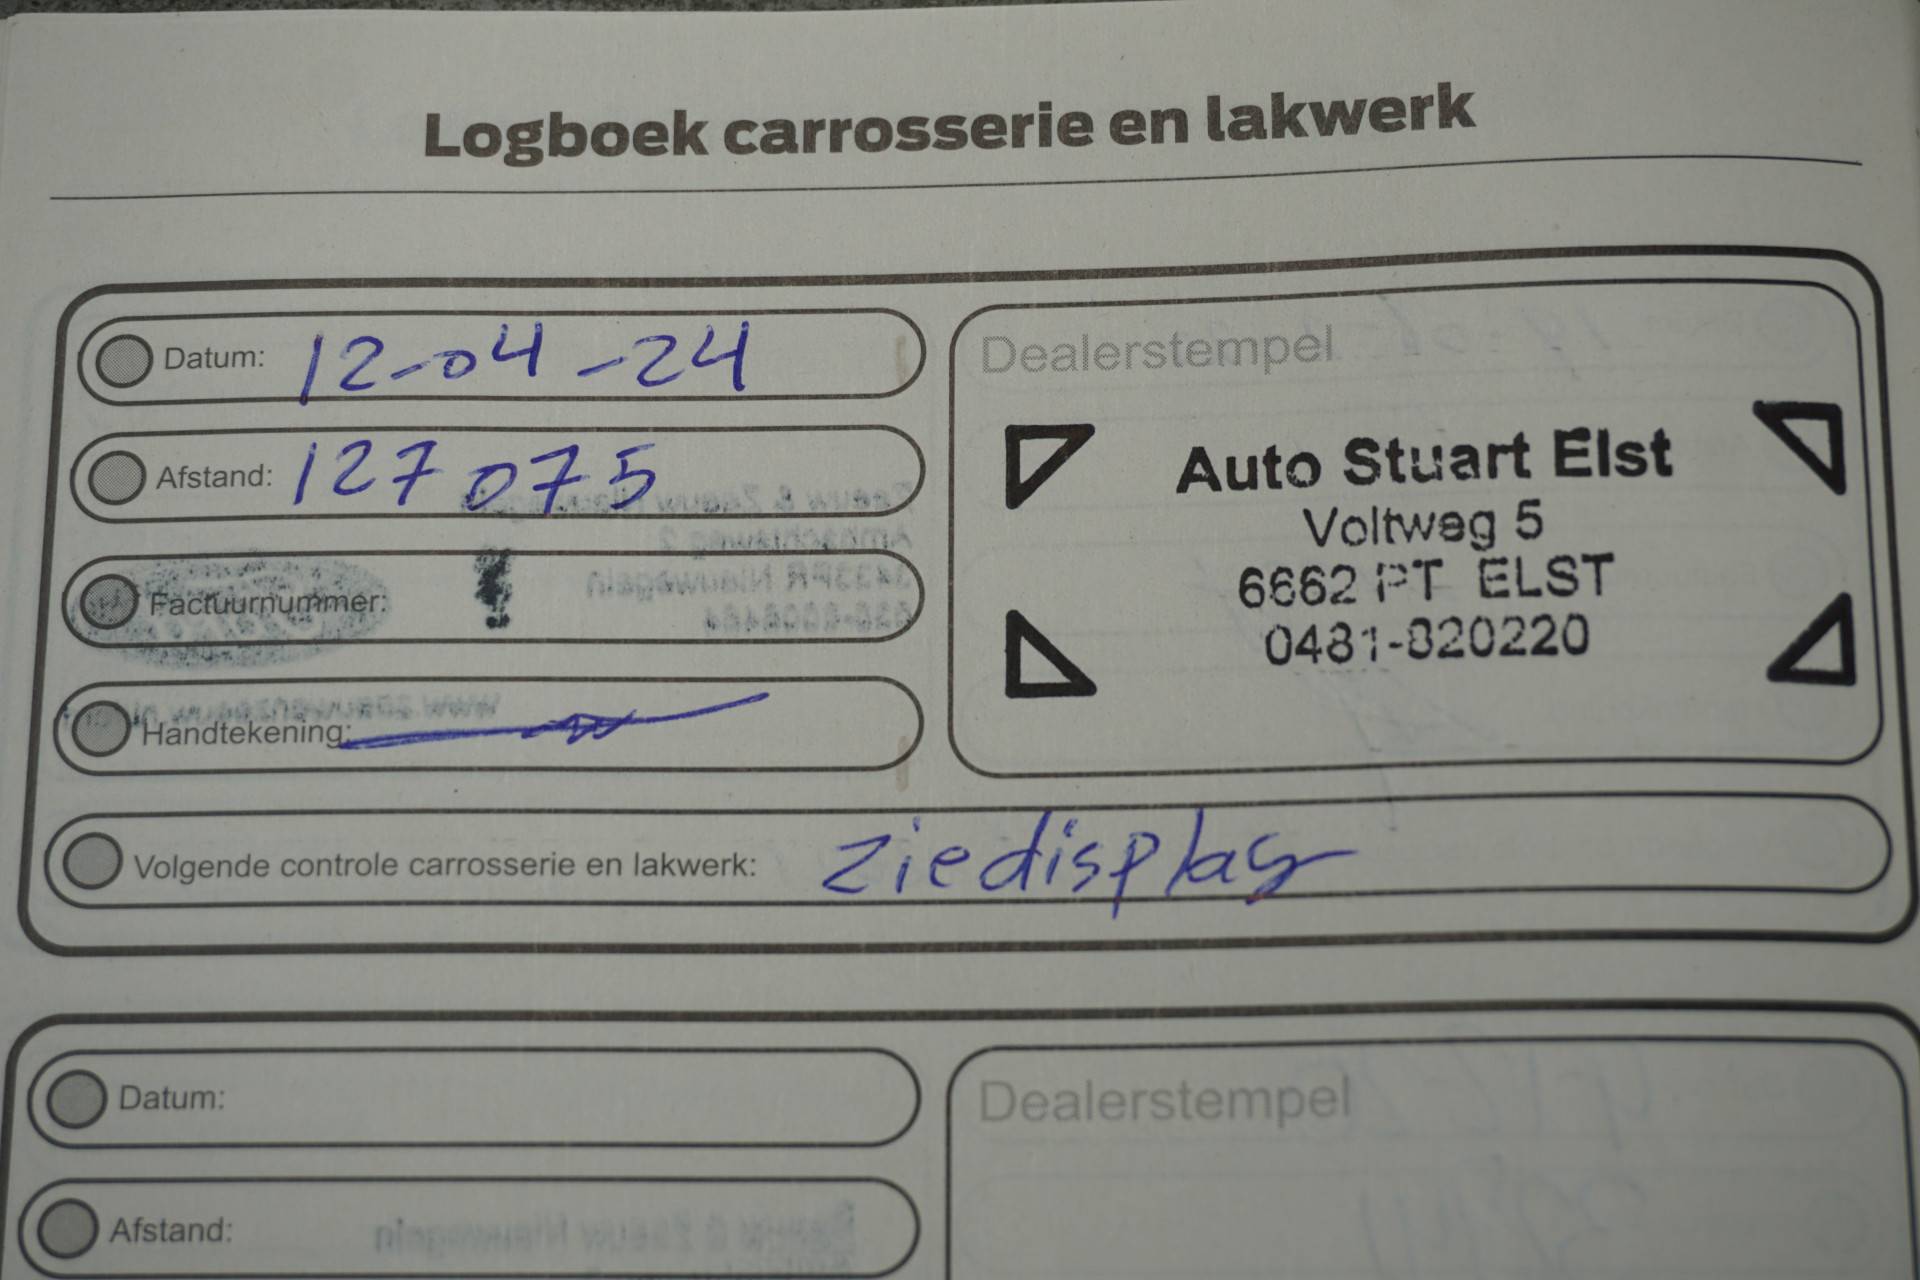 Logboek carrosserie en lakwerk
Datum: 12-04-24
Afstand: 127075
Factuurnummer:
Handtekening:
Dealerstempel
Auto Stuart Elst
Voltweg 5
6662 PT ELST
0481-820220
Volgende controle carrosserie en lakwerk: ziedisplay
Datum:
Dealerstempel
Afstand: